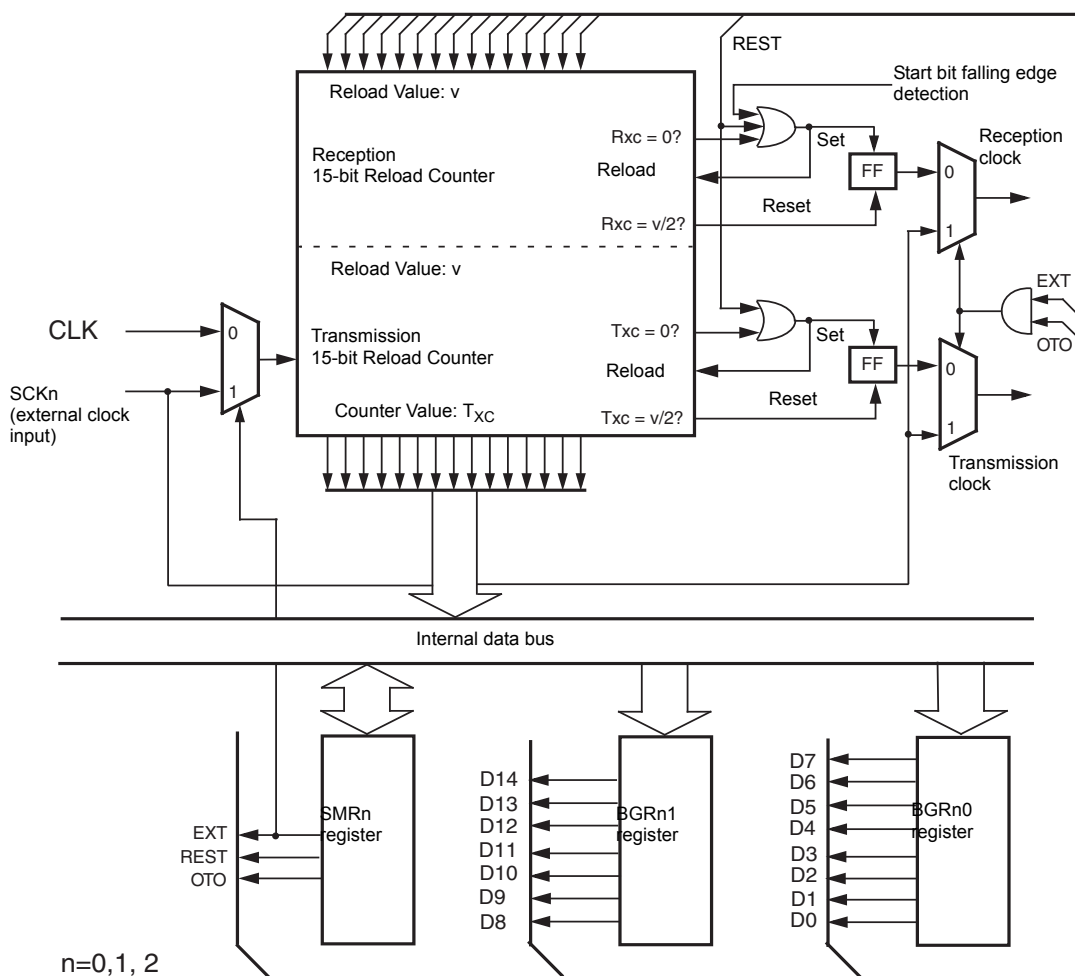 REST
Start bit falling edge
detection
Reload Value: v
Rxc = 0?
Set
Reception
clock
Reception
15-bit Reload Counter
Reload
FF
0
Reset
Rxc = v/2?
1
Reload Value: v
EXT
OTO
CLK
0
Transmission
15-bit Reload Counter
Txc = 0?
Set
Reload
FF
0
SCKn
(external clock
input)
1
Counter Value: TXC
Txc = v/2?
Reset
1
Transmission
clock
Internal data bus
SMRn
register
EXT
REST
OTO
D14
D13
D12
D11
D10
D9
D8
BGRn1
register
D7
D6
D5
D4
D3
D2
D1
D0
BGRn0
register
n=0,1, 2